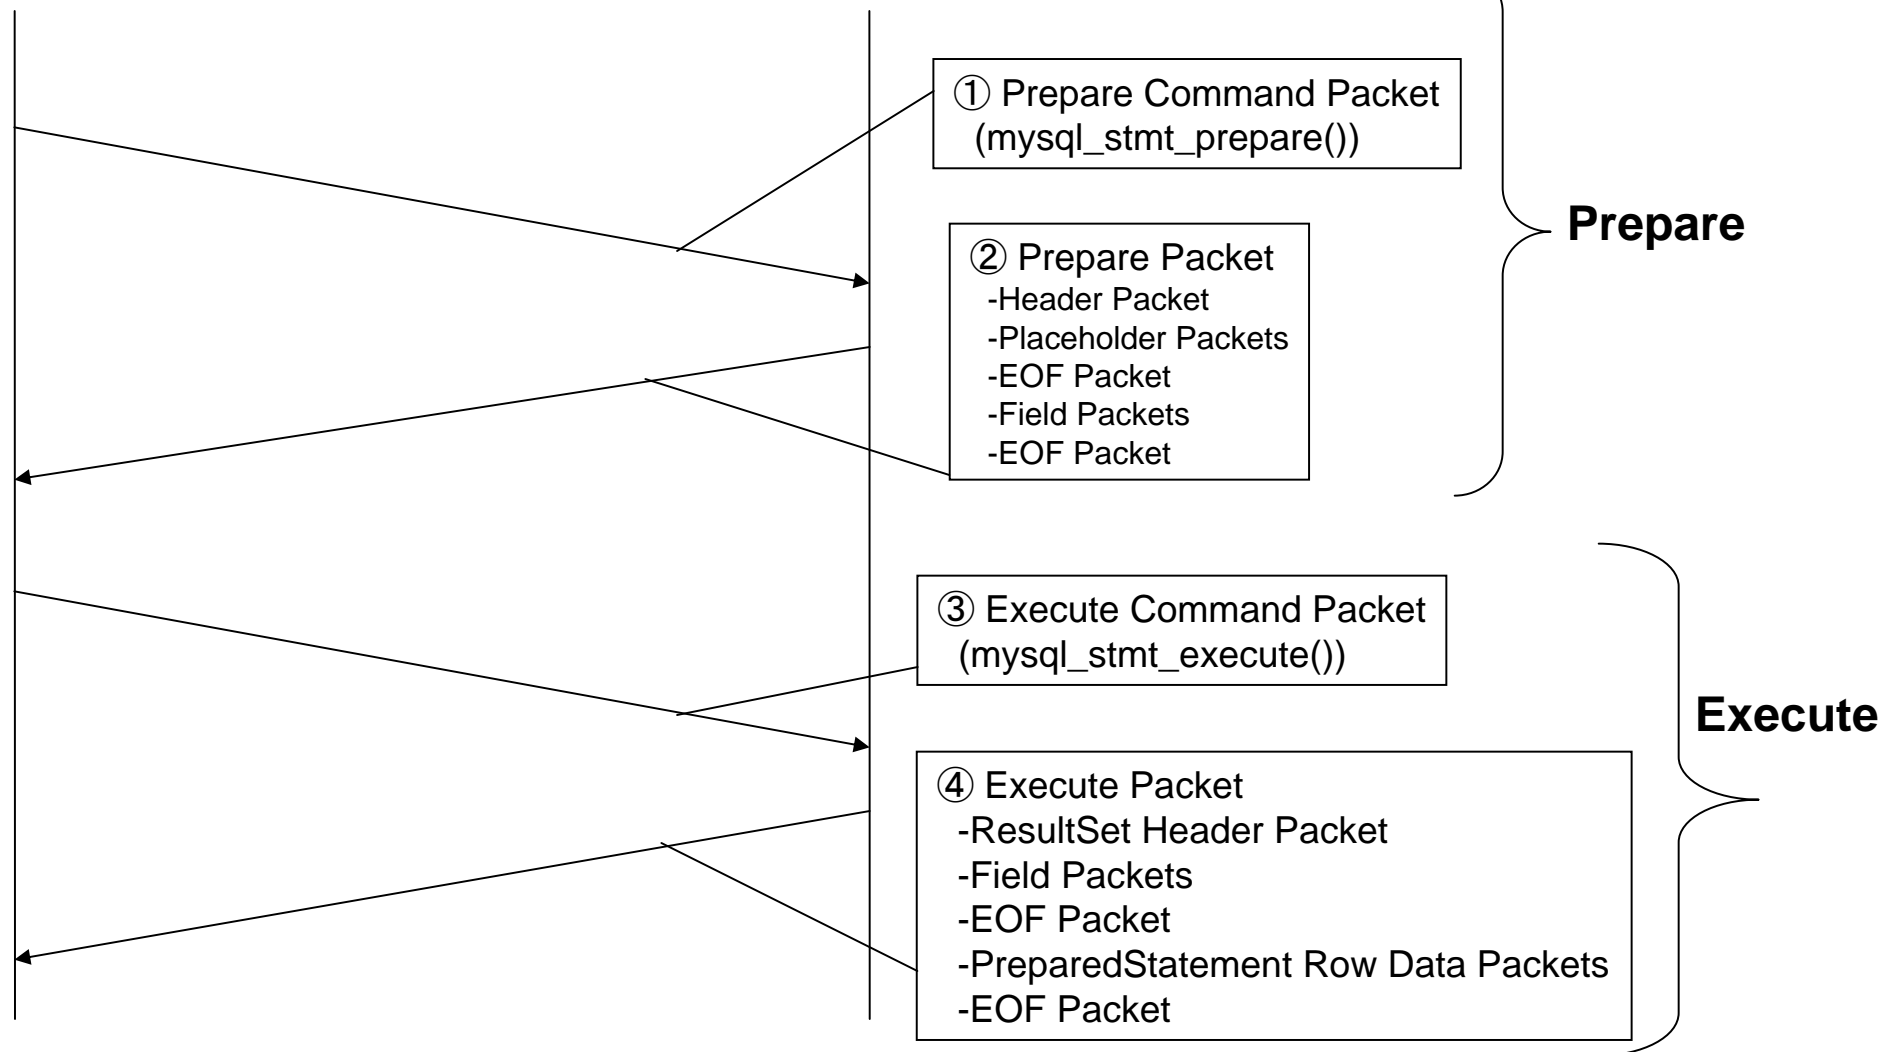 ① Prepare Command Packet
(mysql_stmt_prepare())
Prepare
② Prepare Packet
-Header Packet
-Placeholder Packets
-EOF Packet
-Field Packets
-EOF Packet
③ Execute Command Packet
(mysql_stmt_execute())
Execute
④ Execute Packet
-ResultSet Header Packet
-Field Packets
-EOF Packet
-PreparedStatement Row Data Packets
-EOF Packet